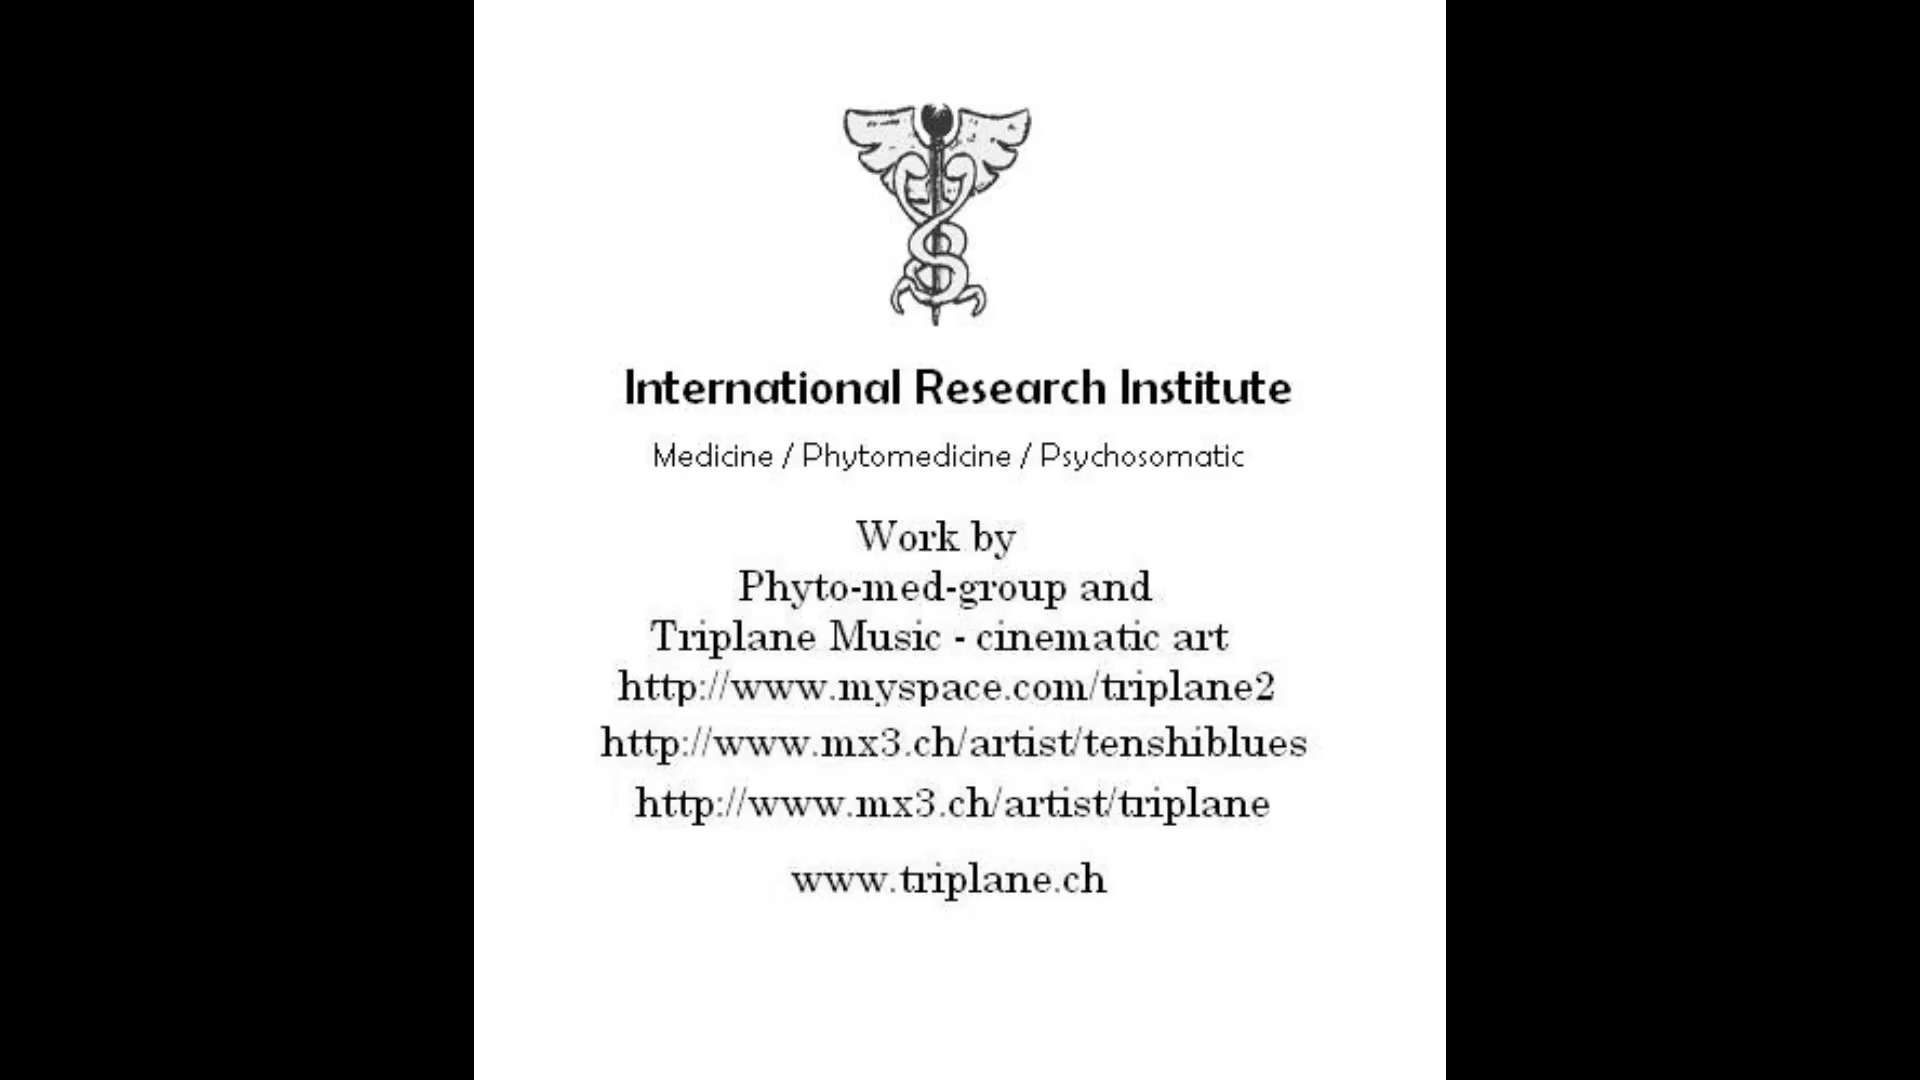 International Research Institute
Medicine / Phytomedicine / Psychosomatic
Work by
Phyto-med-group and
Triplane Music - cinematic art
http://www.myspace.com/triplane2
http://www.mx3.ch/artist/tenshiblues
http://www.mx3.ch/artist/triplane
www.triplane.ch